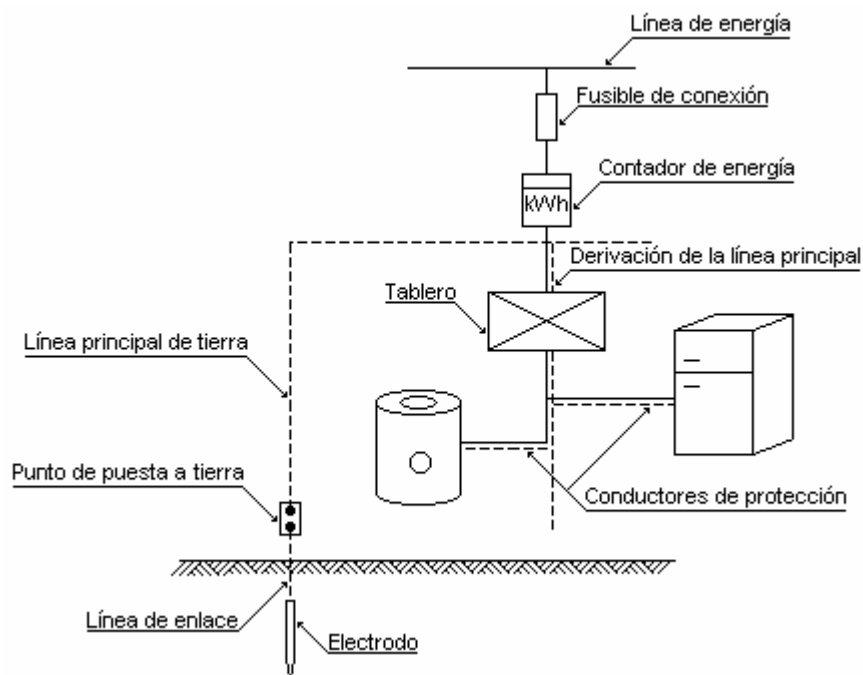 Línea de energía
Fusible de conexión
Contador de energía
kWh
Derivación de la línea principal
Tablero
Línea principal de tierra
Punto de puesta a tierra
Conductores de protección
Línea de enlace
Electrodo